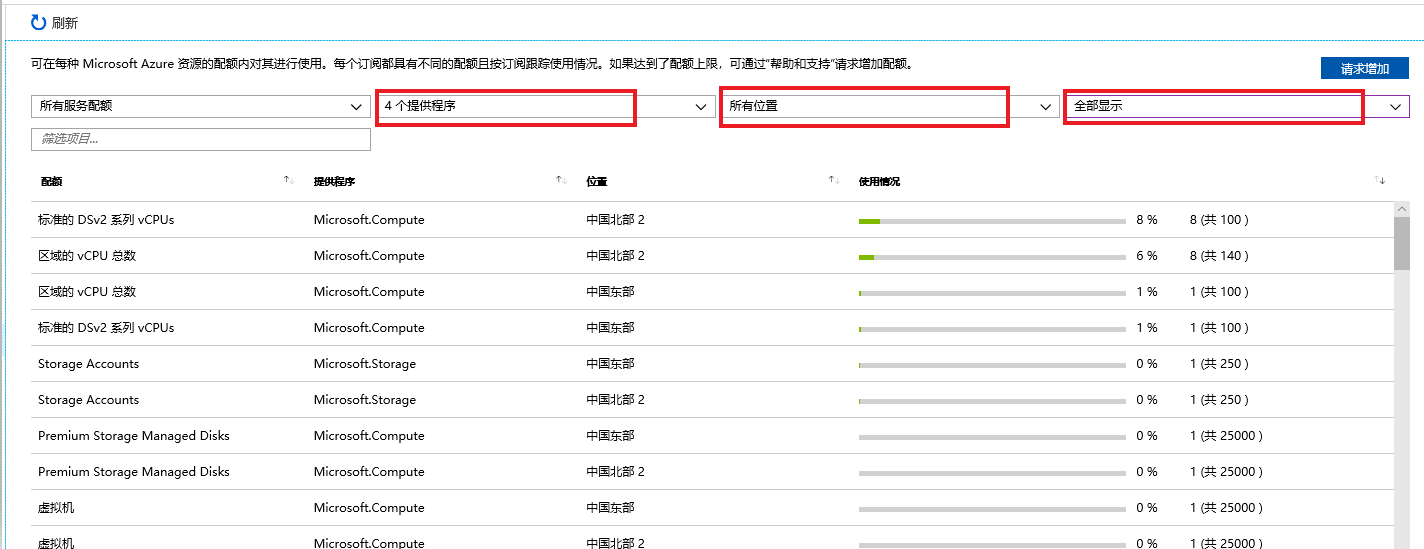 刷新
可在每种 Microsoft Azure 资源的配额内对其进行使用。每个订阅都具有不同的配额且按订阅跟踪使用情况。如果达到了配额上限，可通过“帮助和支持”请求增加配额。
请求增加
所有服务配额 4 个提供程序 所有位置 全部显示
筛选项目...
配额 提供程序 位置 使用情况
标准的 DSv2 系列 vCPUs Microsoft.Compute 中国北部 2 8 % 8 (共 100 )
区域的 vCPU 总数 Microsoft.Compute 中国北部 2 6 % 8 (共 140 )
区域的 vCPU 总数 Microsoft.Compute 中国东部 1 % 1 (共 100 )
标准的 DSv2 系列 vCPUs Microsoft.Compute 中国东部 1 % 1 (共 100 )
Storage Accounts Microsoft.Storage 中国东部 0 % 1 (共 250 )
Storage Accounts Microsoft.Storage 中国北部 2 0 % 1 (共 250 )
Premium Storage Managed Disks Microsoft.Compute 中国东部 0 % 1 (共 25000 )
Premium Storage Managed Disks Microsoft.Compute 中国北部 2 0 % 1 (共 25000 )
虚拟机 Microsoft.Compute 中国东部 0 % 1 (共 25000 )
虚拟机 Microsoft.Compute 中国北部 2 0 % 1 (共 25000 )